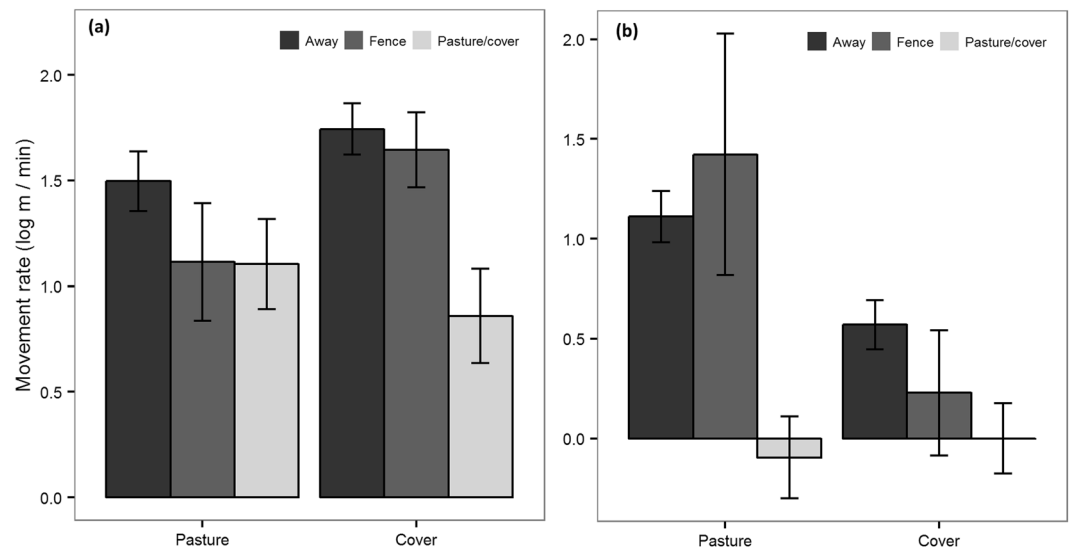 (a)
Away Fence Pasture/cover
2.0
1.5
1.0
0.5
0.0
Movement rate (log m / min)
Pasture Cover
(b)
Away Fence Pasture/cover
2.0
1.5
1.0
0.5
0.0
Pasture Cover